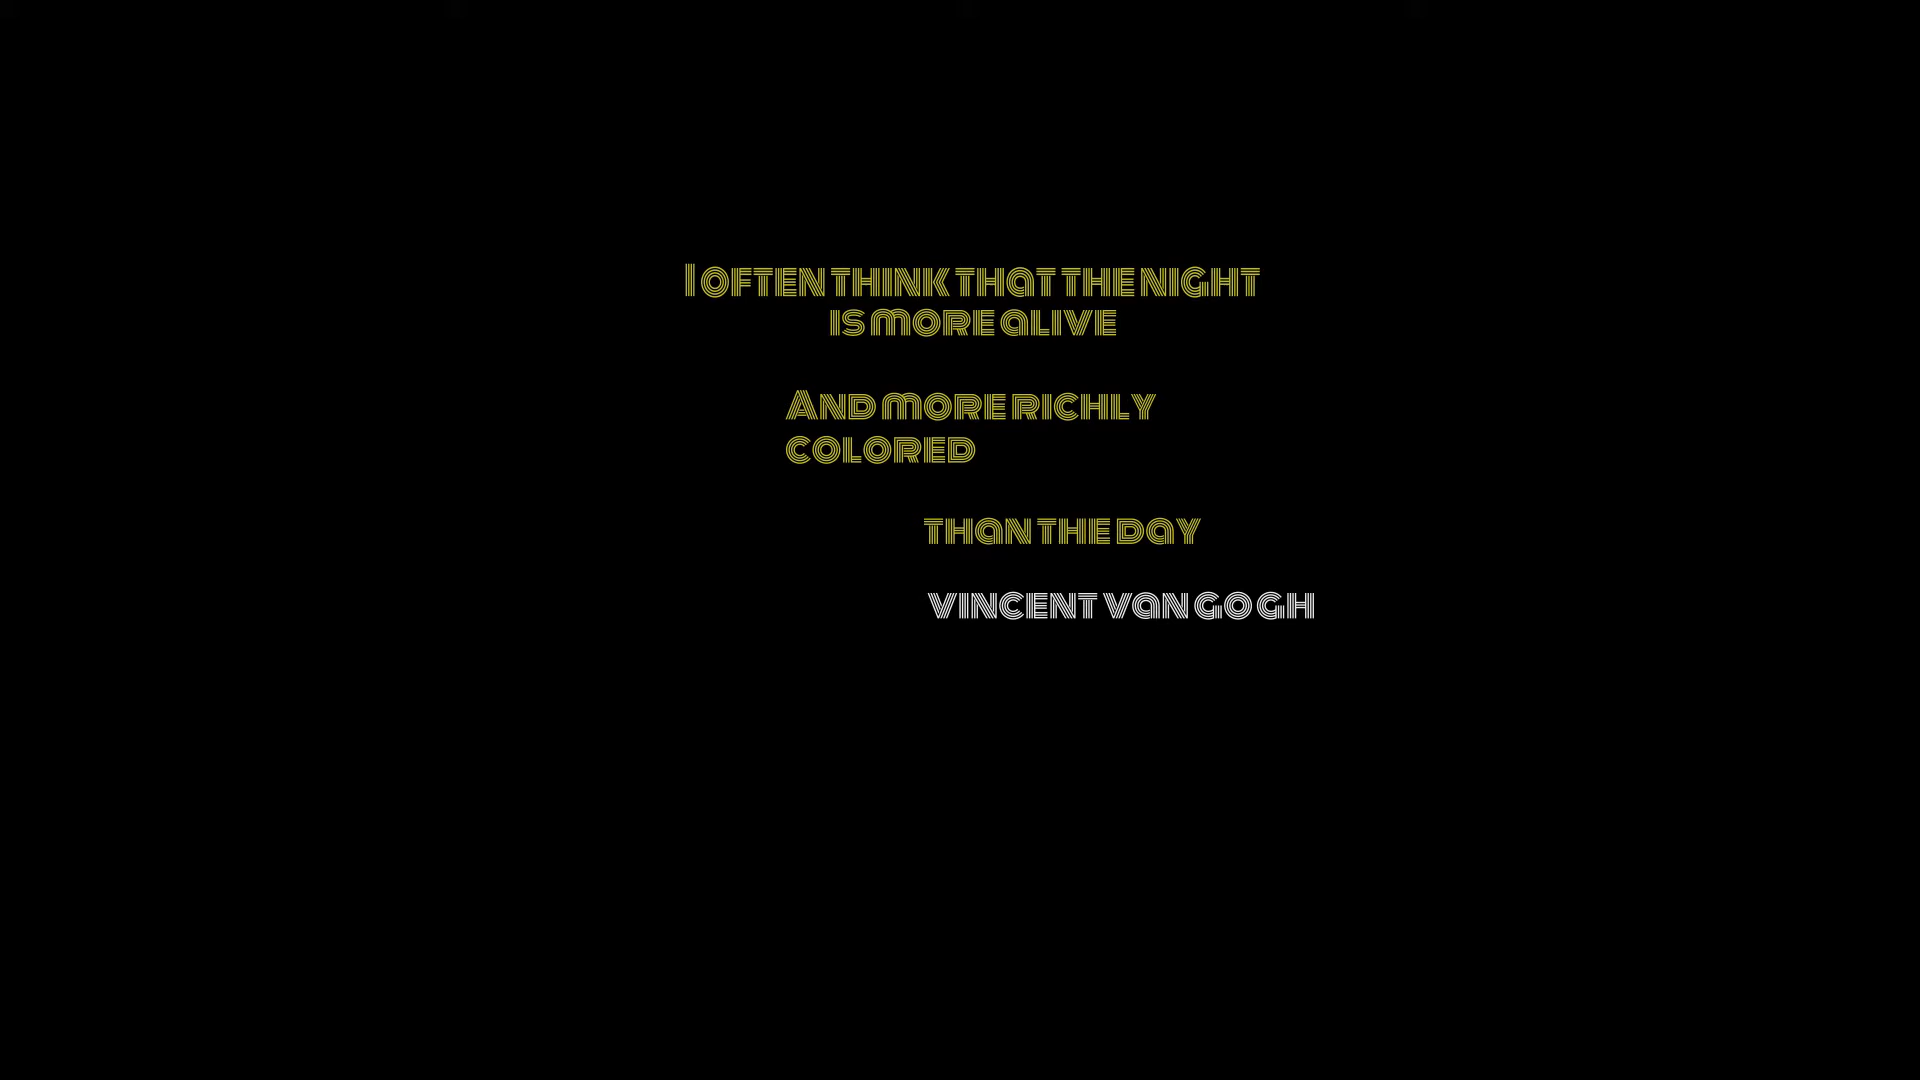 I often think that the night
is more alive
And more richly
colored
than the day
vincent van gogh